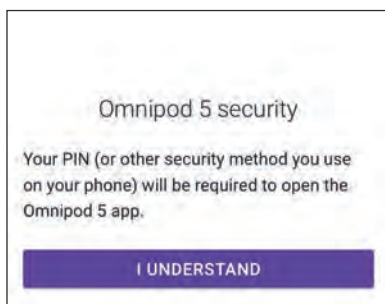 Omnipod 5 security
Your PIN (or other security method you use
on your phone) will be required to open the
Omnipod 5 app.
I UNDERSTAND